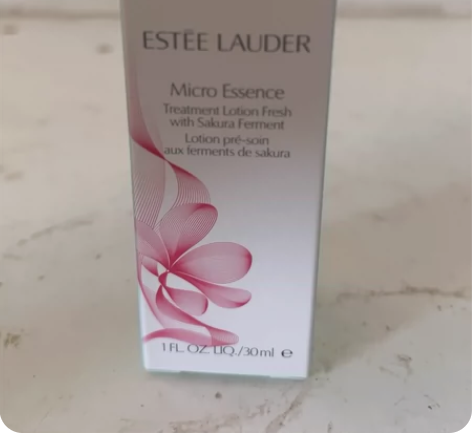 ESTĒE LAUDER
Micro Essence
Treatment Lotion Fresh
with Sakura Ferment
Lotion pré-soin
aux ferments de sakura
1 FL. OZ. LIQ./30 ml ℮